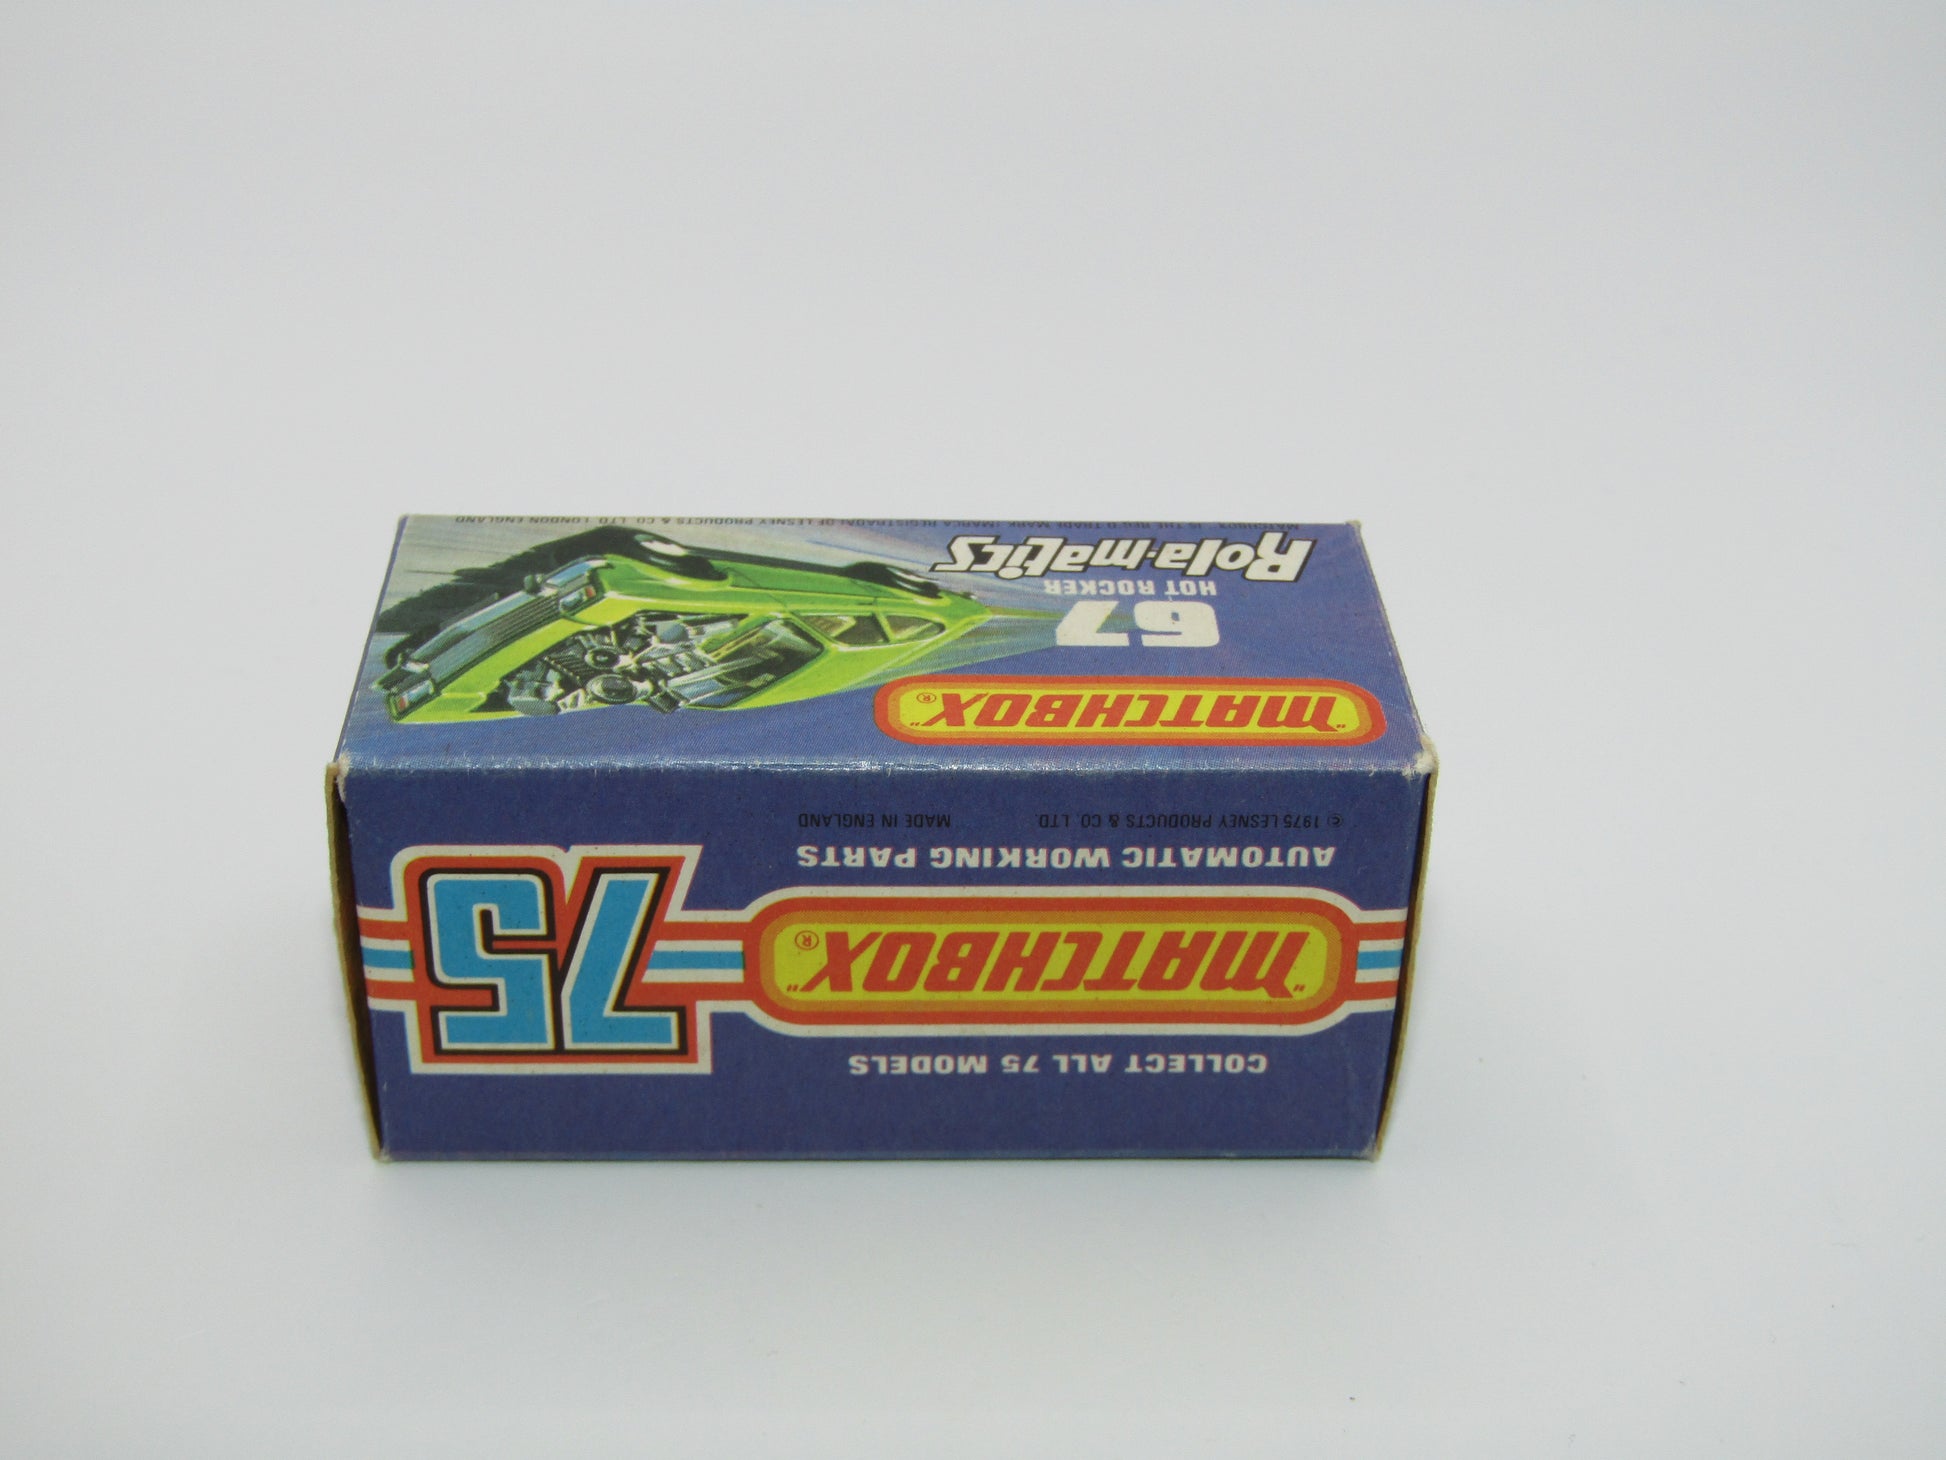 COLLECT ALL 75 MODELS
"MATCHBOX"®
75
AUTOMATIC WORKING PARTS
© 1975 LESNEY PRODUCTS & CO. LTD. MADE IN ENGLAND
"MATCHBOX"®
67
HOT ROCKER
Rola-matics
MATCHBOX" IS THE REG'D TRADE MARK (MARCA REGISTRADA) OF LESNEY PRODUCTS & CO. LTD. LONDON ENGLAND